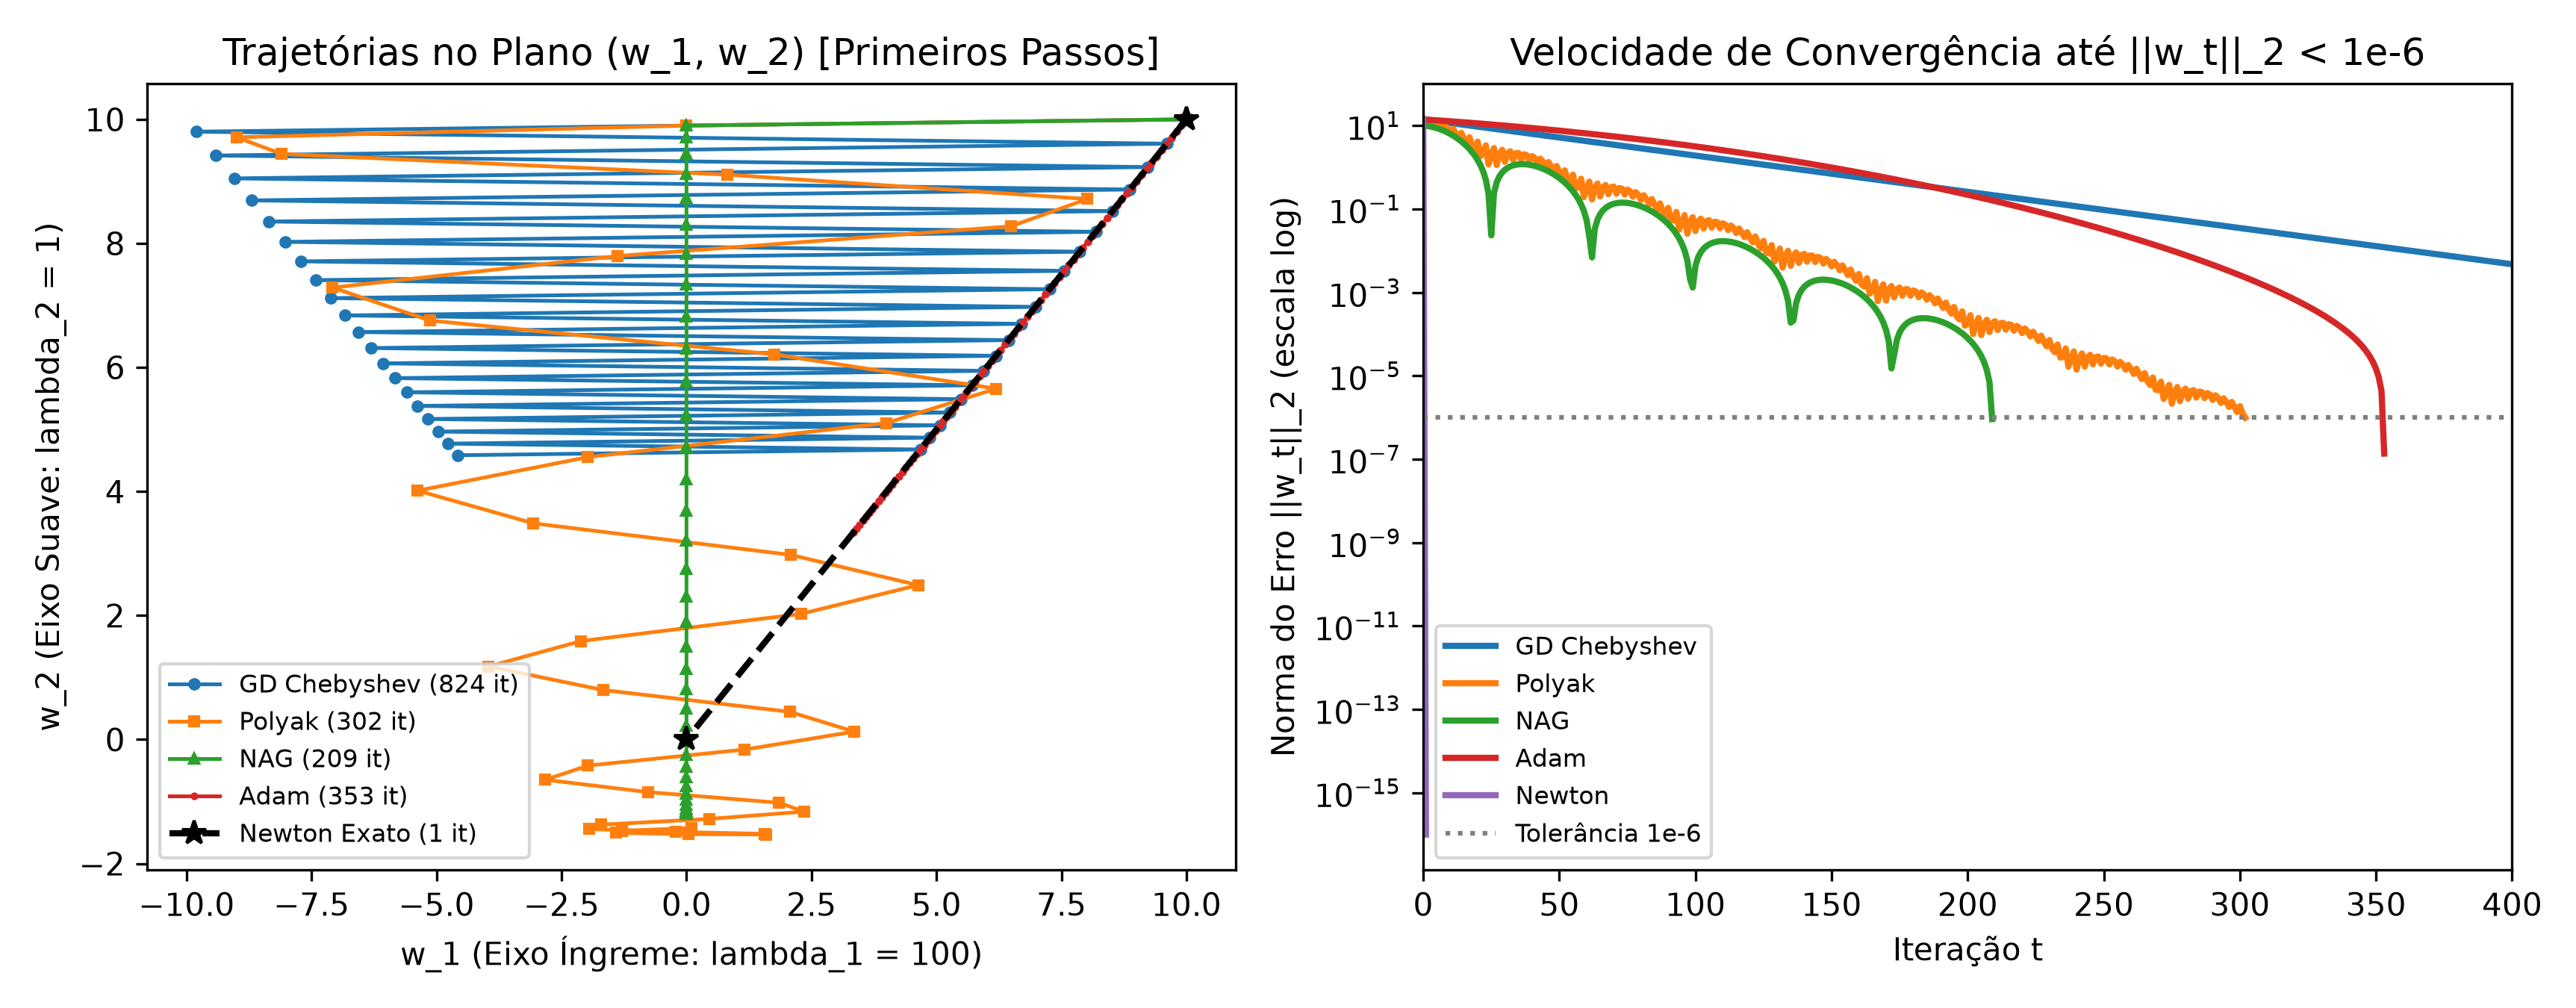 Trajetórias no Plano (w_1, w_2) [Primeiros Passos]
10
8
6
4
2
0
−2
w_2 (Eixo Suave: lambda_2 = 1)
GD Chebyshev (824 it)
Polyak (302 it)
NAG (209 it)
Adam (353 it)
Newton Exato (1 it)
−10.0 −7.5 −5.0 −2.5 0.0 2.5 5.0 7.5 10.0
w_1 (Eixo Íngreme: lambda_1 = 100)
Velocidade de Convergência até ||w_t||_2 < 1e-6
10^1
10^−1
10^−3
10^−5
10^−7
10^−9
10^−11
10^−13
10^−15
Norma do Erro ||w_t||_2 (escala log)
GD Chebyshev
Polyak
NAG
Adam
Newton
Tolerância 1e-6
0 50 100 150 200 250 300 350 400
Iteração t